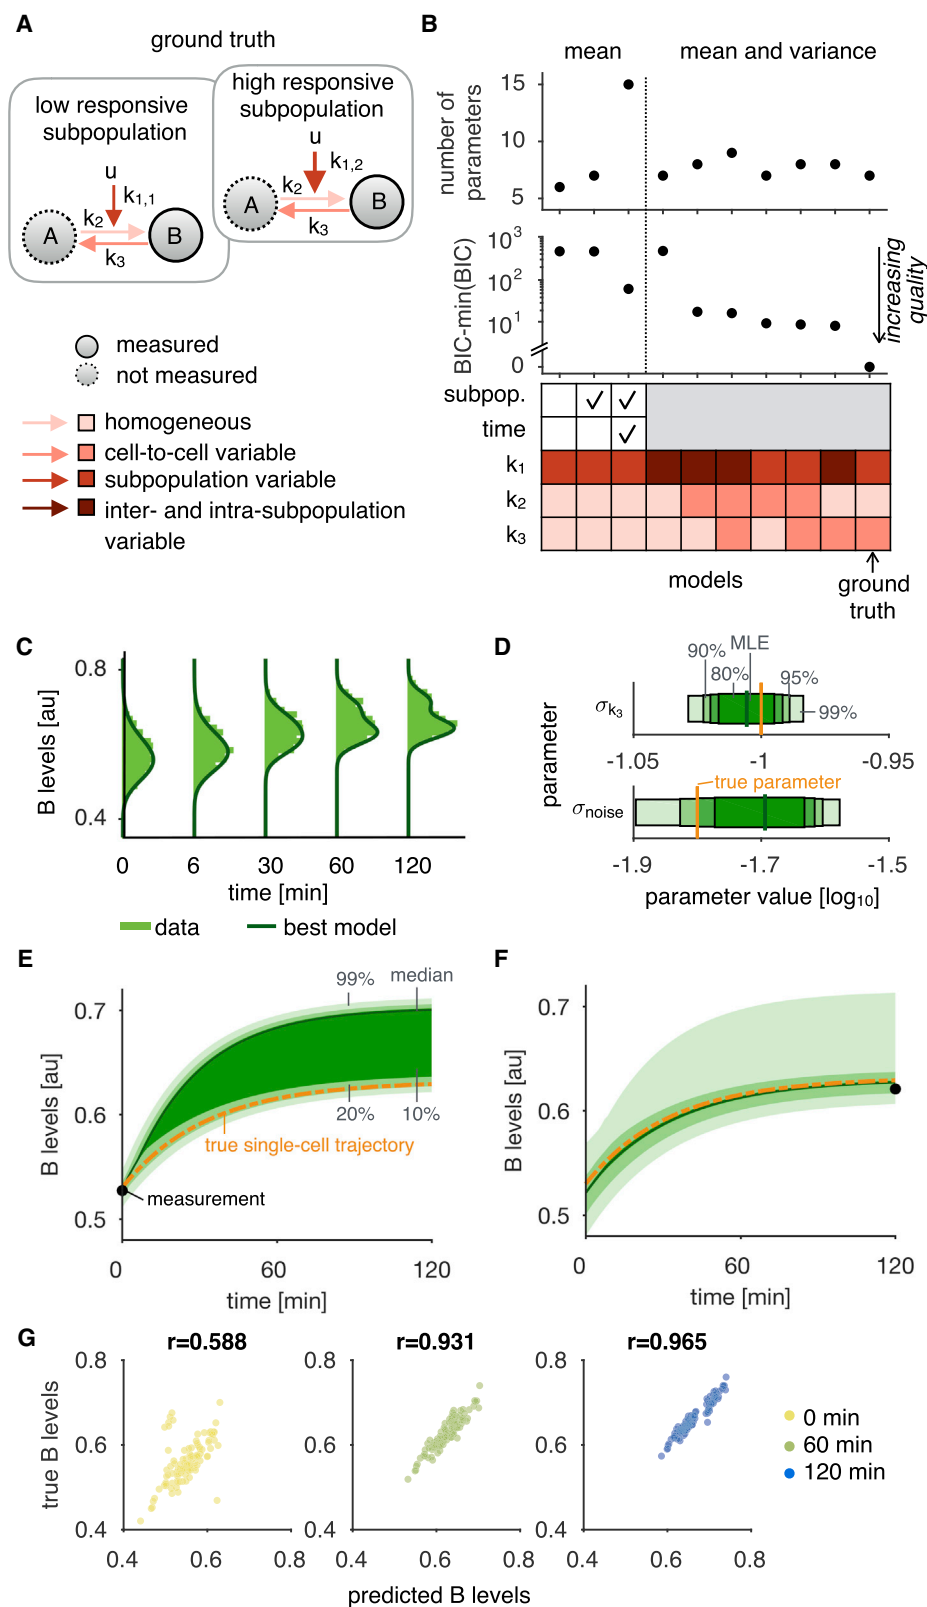 A
ground truth
low responsive
subpopulation
high responsive
subpopulation
u
k1,1
k2
A
B
k3
u
k1,2
k2
A
B
k3
measured
not measured
homogeneous
cell-to-cell variable
subpopulation variable
inter- and intra-subpopulation
variable
B
mean
mean and variance
number of
parameters
15
10
5
BIC-min(BIC)
10³
10²
10¹
0
increasing
quality
subpop.
✓ ✓
time
✓
k1
k2
k3
models
ground
truth
C
B levels [au]
0.8
0.4
0 6 30 60 120
time [min]
data
best model
D
parameter
90% MLE
80% 95%
99%
σk3
-1.05 -1 -0.95
true parameter
σnoise
-1.9 -1.7 -1.5
parameter value [log10]
E
B levels [au]
0.7
0.6
0.5
99%
median
20%
10%
true single-cell trajectory
measurement
0 60 120
time [min]
F
B levels [au]
0.7
0.6
0.5
0 60 120
time [min]
G
r=0.588
r=0.931
r=0.965
true B levels
0.8
0.6
0.4
0.4 0.6 0.8
0.8
0.6
0.4
0.4 0.6 0.8
0.8
0.6
0.4
0.4 0.6 0.8
predicted B levels
0 min
60 min
120 min